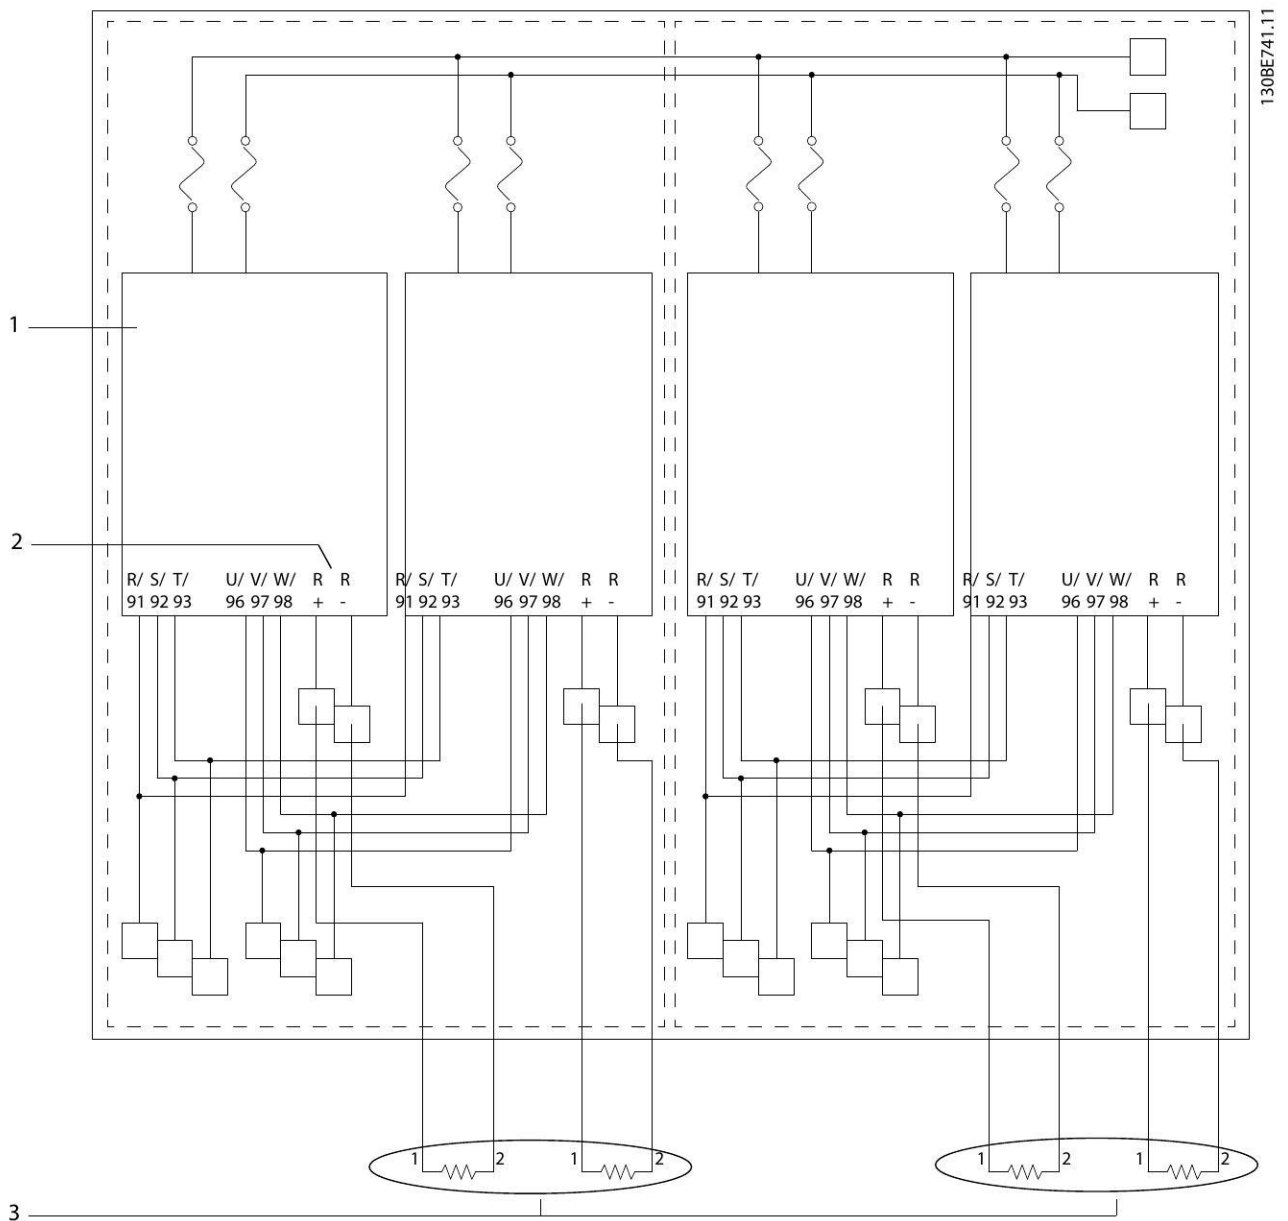 130BE741.11
1
2
R/ S/ T/ U/ V/ W/ R R R/ S/ T/ U/ V/ W/ R R R/ S/ T/ U/ V/ W/ R R R/ S/ T/ U/ V/ W/ R R
91 92 93 96 97 98 + - 91 92 93 96 97 98 + - 91 92 93 96 97 98 + - 91 92 93 96 97 98 + -
1 2 1 2 1 2 1 2
3